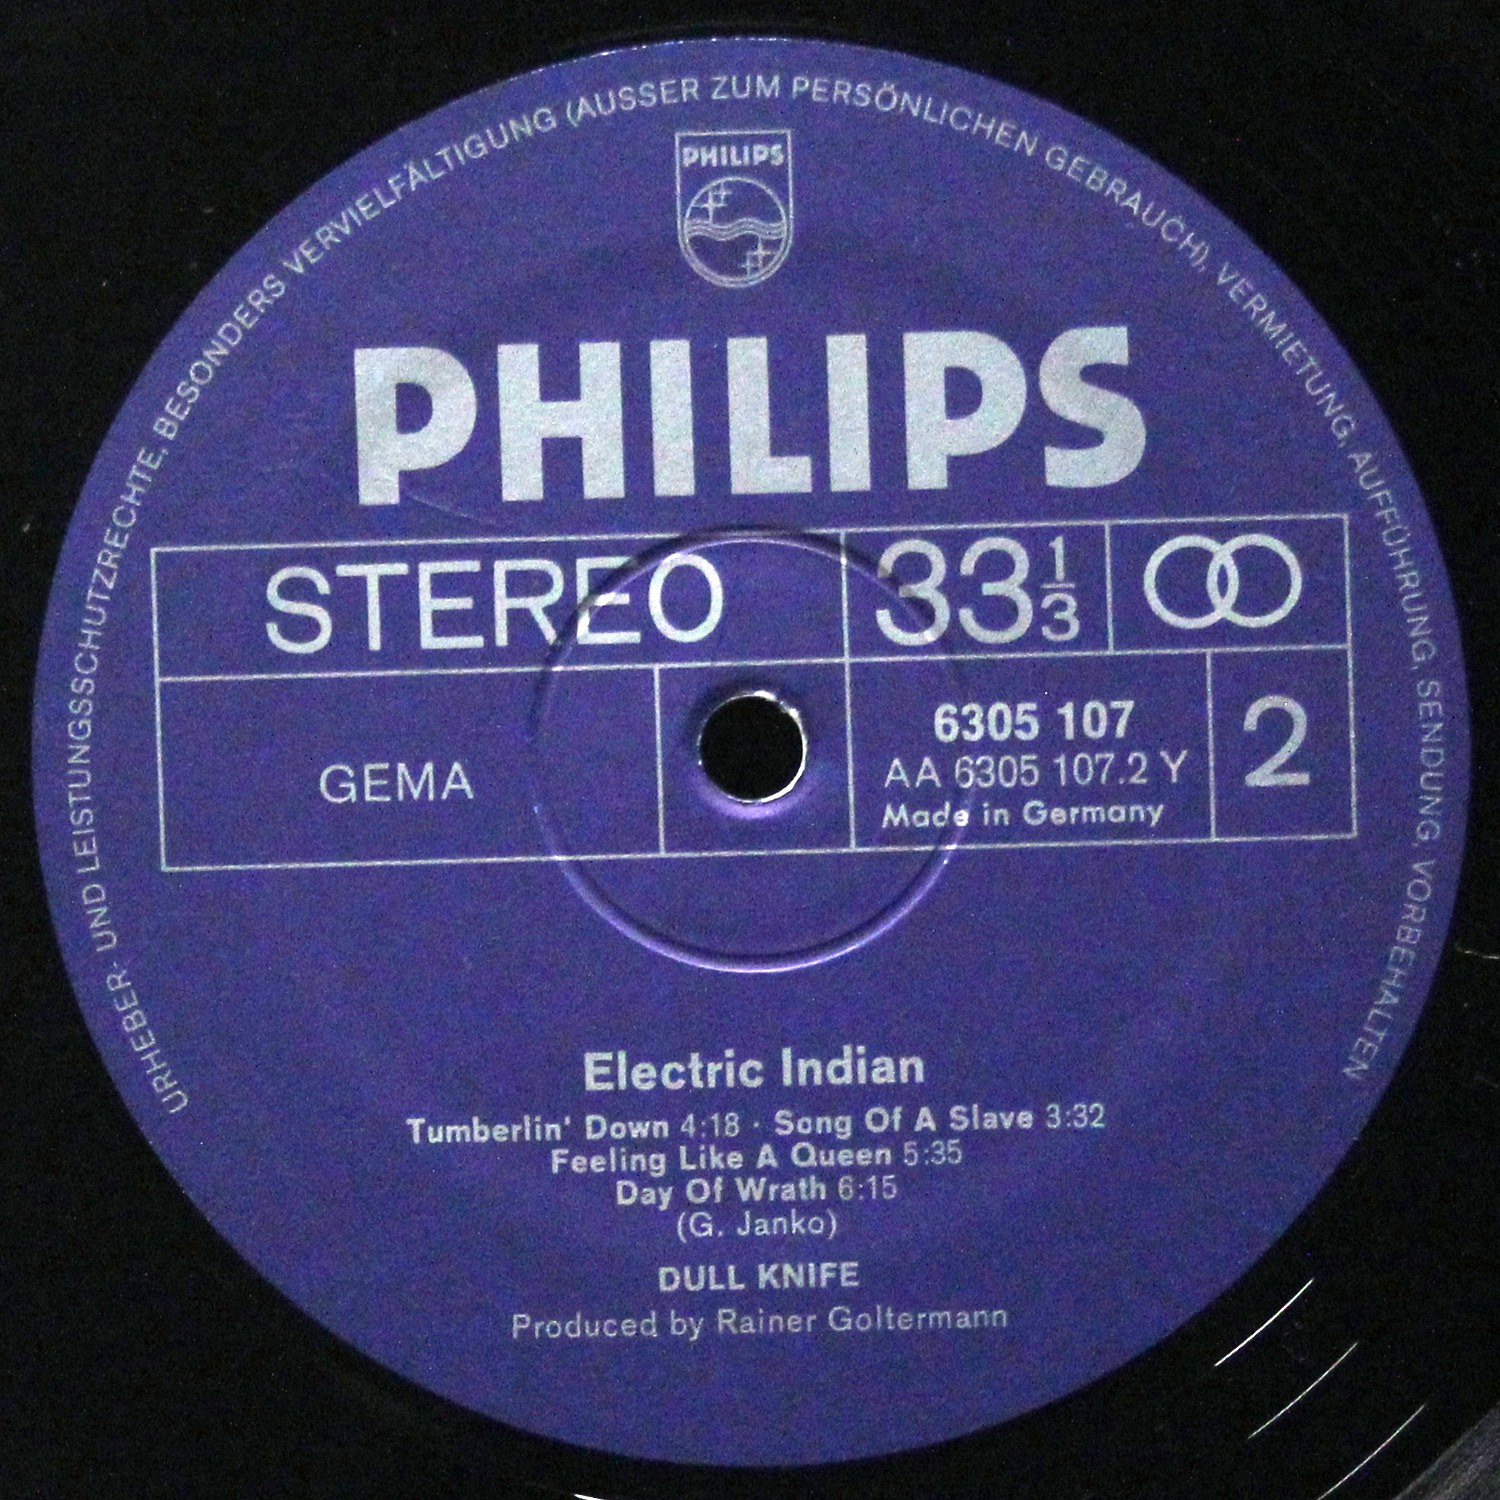 URHEBER- UND LEISTUNGSSCHUTZRECHTE, BESONDERS VERVIELFÄLTIGUNG (AUSSER ZUM PERSÖNLICHEN GEBRAUCH), VERMIETUNG, AUFFÜHRUNG, SENDUNG, VORBEHALTEN
PHILIPS
PHILIPS
STEREO 33 1/3
GEMA
6305 107
AA 6305 107.2 Y
Made in Germany
2
Electric Indian
Tumberlin' Down 4:18 · Song Of A Slave 3:32
Feeling Like A Queen 5:35
Day Of Wrath 6:15
(G. Janko)
DULL KNIFE
Produced by Rainer Goltermann